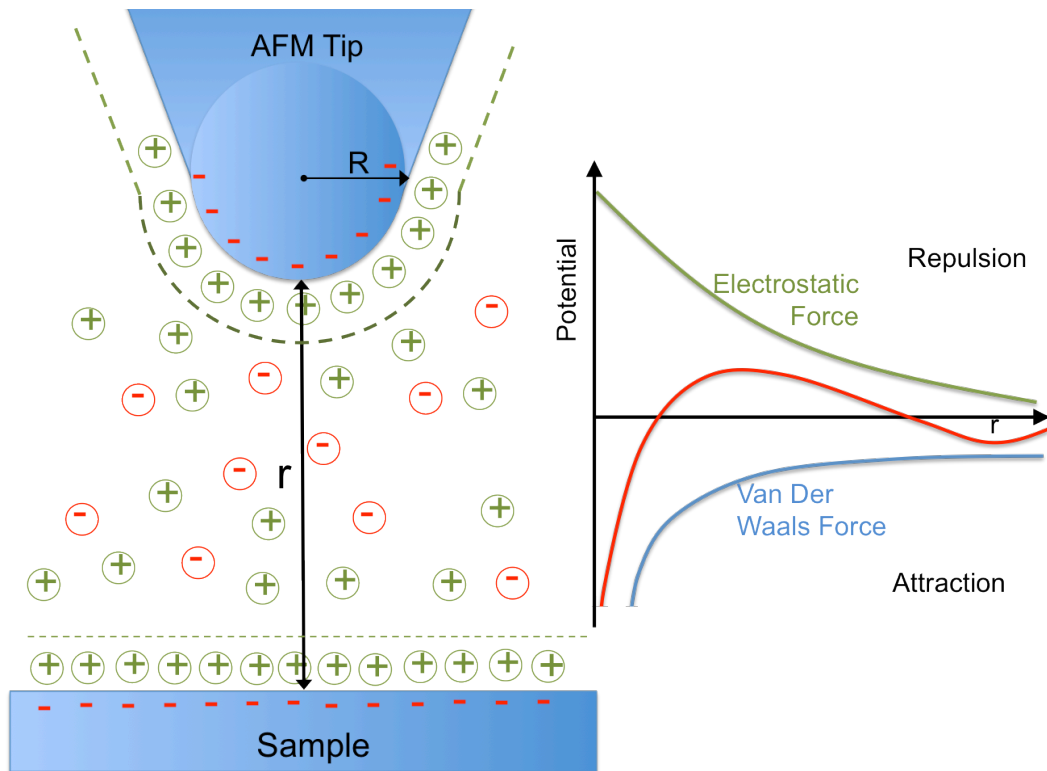 AFM Tip
R
r
Sample
Potential
Repulsion
Electrostatic
Force
r
Van Der
Waals Force
Attraction